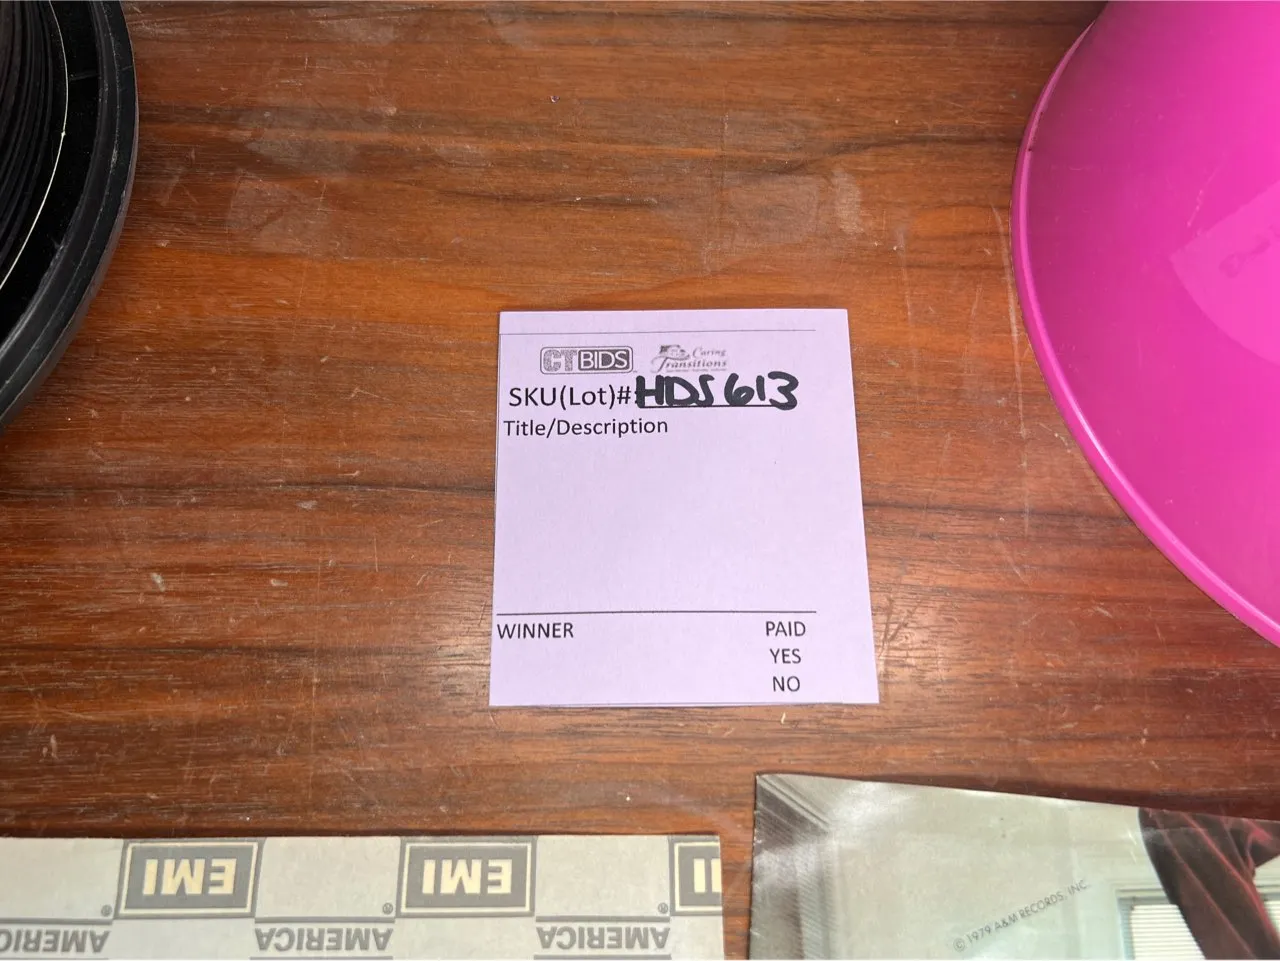 CTBIDS
Caring
Transitions
SKU(Lot)#: HDS613
Title/Description
WINNER
PAID
YES
NO
EMI
EMI
AMERICA
AMERICA
AMERICA
© 1979 A&M RECORDS, INC.